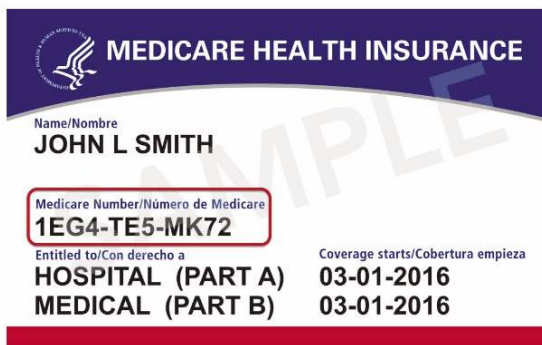 MEDICARE HEALTH INSURANCE
Name/Nombre
JOHN L SMITH
Medicare Number/Número de Medicare
1EG4-TE5-MK72
Entitled to/Con derecho a
Coverage starts/Cobertura empieza
HOSPITAL (PART A) 03-01-2016
MEDICAL (PART B) 03-01-2016
SAMPLE